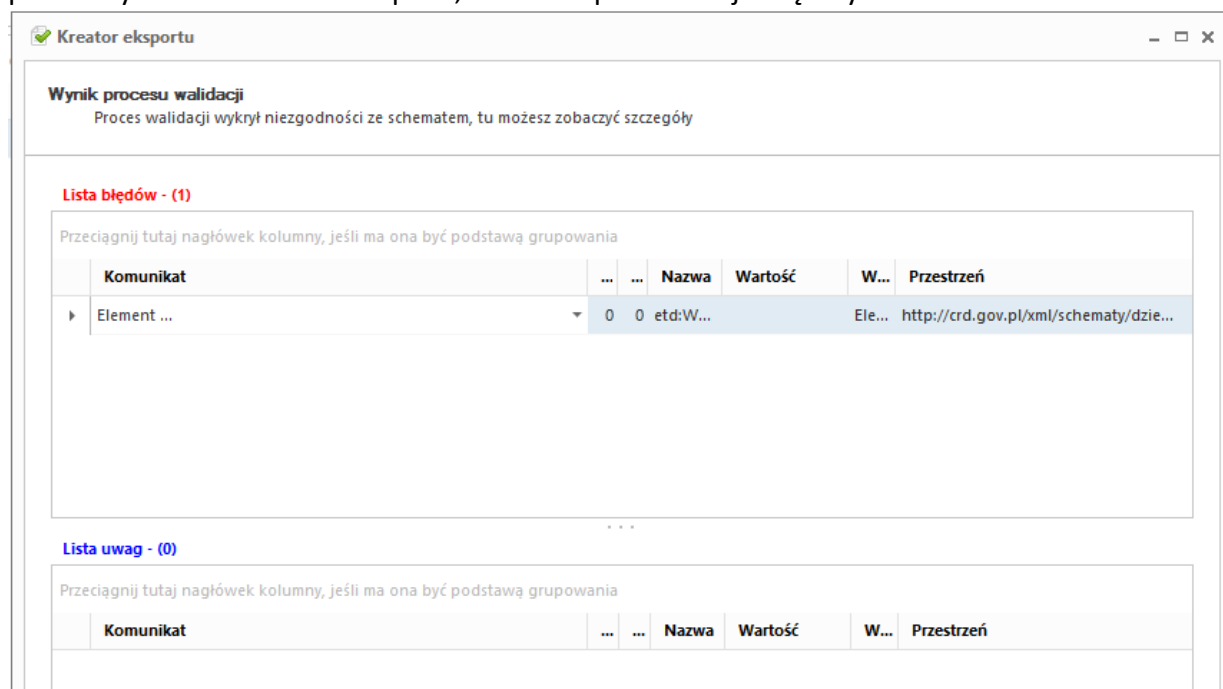 Kreator eksportu
Wynik procesu walidacji
Proces walidacji wykrył niezgodności ze schematem, tu możesz zobaczyć szczegóły
Lista błędów - (1)
Przeciągnij tutaj nagłówek kolumny, jeśli ma ona być podstawą grupowania
Komunikat ... ... Nazwa Wartość W... Przestrzeń
Element ... 0 0 etd:W... Ele... http://crd.gov.pl/xml/schematy/dzie...
Lista uwag - (0)
Przeciągnij tutaj nagłówek kolumny, jeśli ma ona być podstawą grupowania
Komunikat ... ... Nazwa Wartość W... Przestrzeń